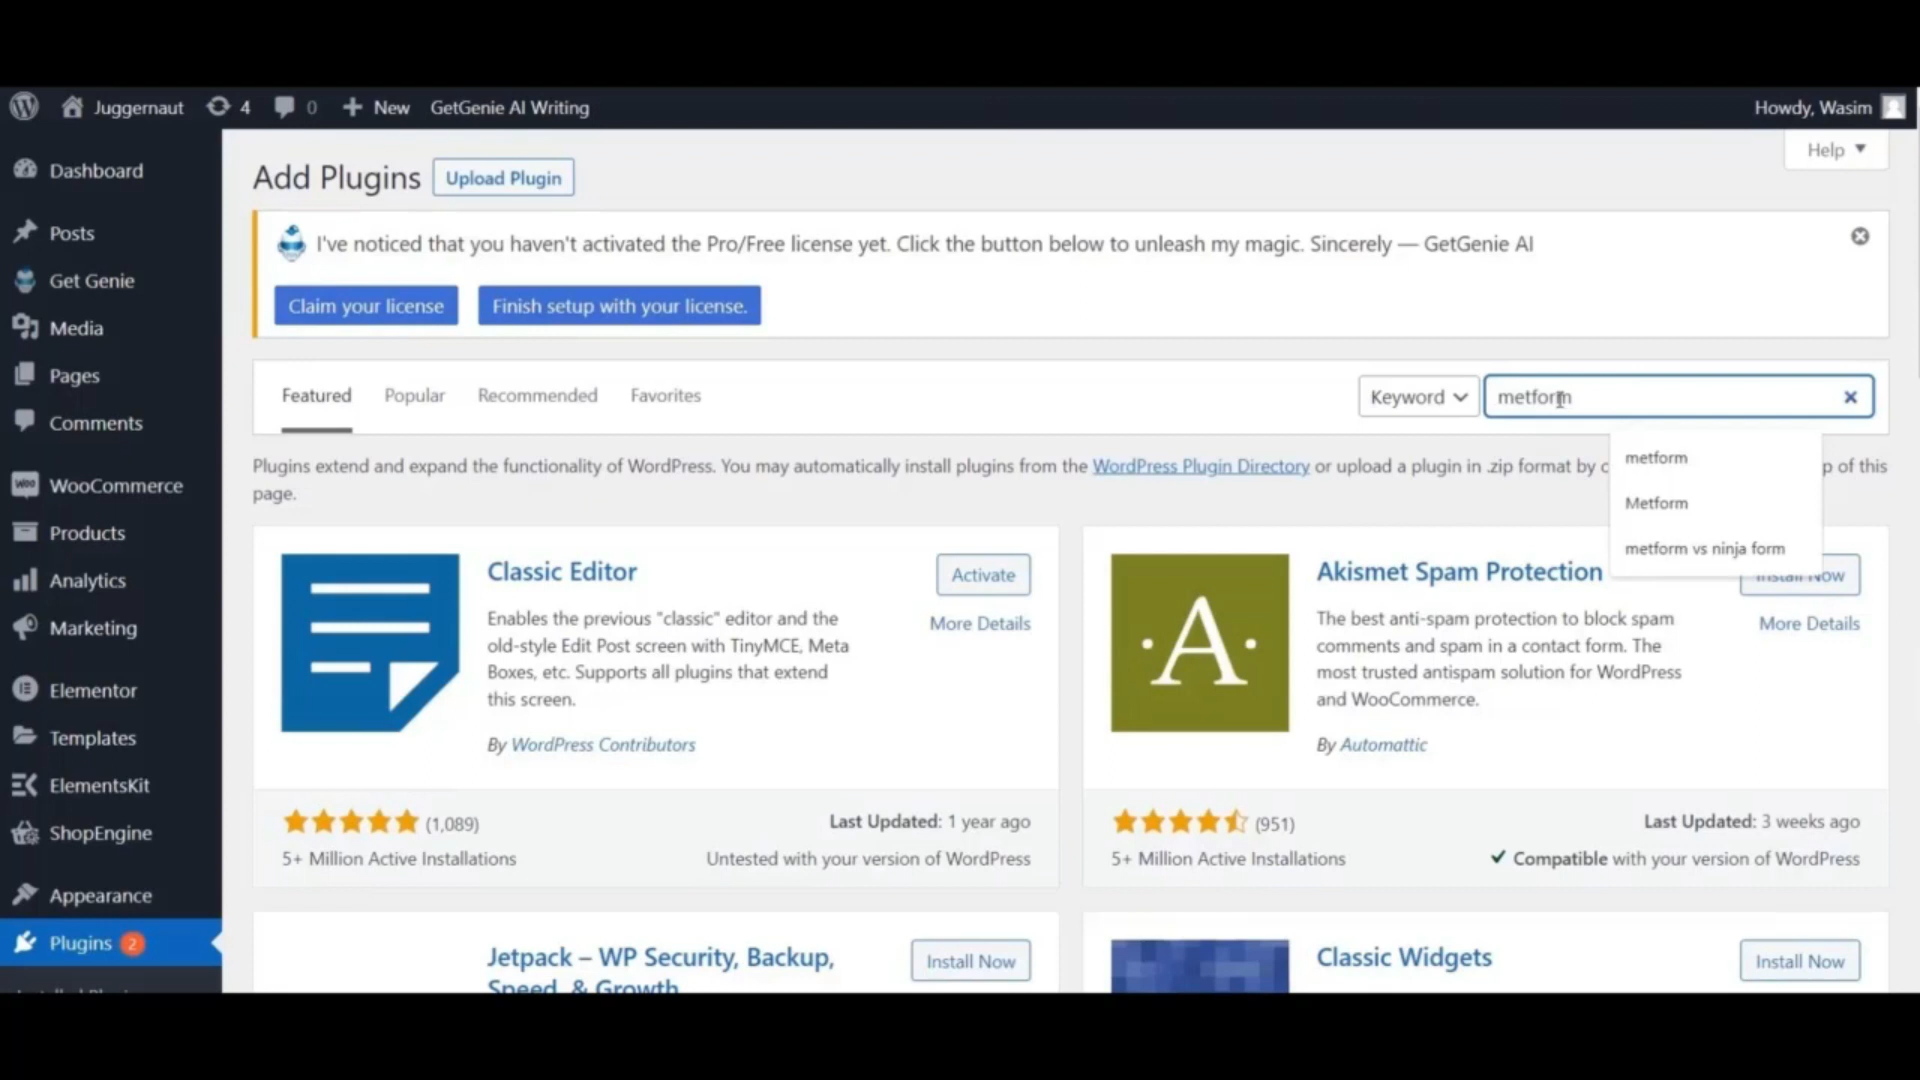 Juggernaut 4 0 New GetGenie AI Writing Howdy, Wasim
Help
Dashboard
Posts
Get Genie
Media
Pages
Comments
Woo WooCommerce
Products
Analytics
Marketing
Elementor
Templates
ElementsKit
ShopEngine
Appearance
Plugins 2
Add Plugins Upload Plugin
I've noticed that you haven't activated the Pro/Free license yet. Click the button below to unleash my magic. Sincerely — GetGenie AI
Claim your license Finish setup with your license.
Featured Popular Recommended Favorites Keyword metform
metform
Metform
metform vs ninja form
Plugins extend and expand the functionality of WordPress. You may automatically install plugins from the WordPress Plugin Directory or upload a plugin in .zip format by p of this
page.
Classic Editor Activate
More Details
Enables the previous "classic" editor and the
old-style Edit Post screen with TinyMCE, Meta
Boxes, etc. Supports all plugins that extend
this screen.
By WordPress Contributors
(1,089) Last Updated: 1 year ago
5+ Million Active Installations Untested with your version of WordPress
A
Akismet Spam Protection Install Now
More Details
The best anti-spam protection to block spam
comments and spam in a contact form. The
most trusted antispam solution for WordPress
and WooCommerce.
By Automattic
(951) Last Updated: 3 weeks ago
5+ Million Active Installations Compatible with your version of WordPress
Jetpack – WP Security, Backup, Install Now
Speed, & Growth
Classic Widgets Install Now